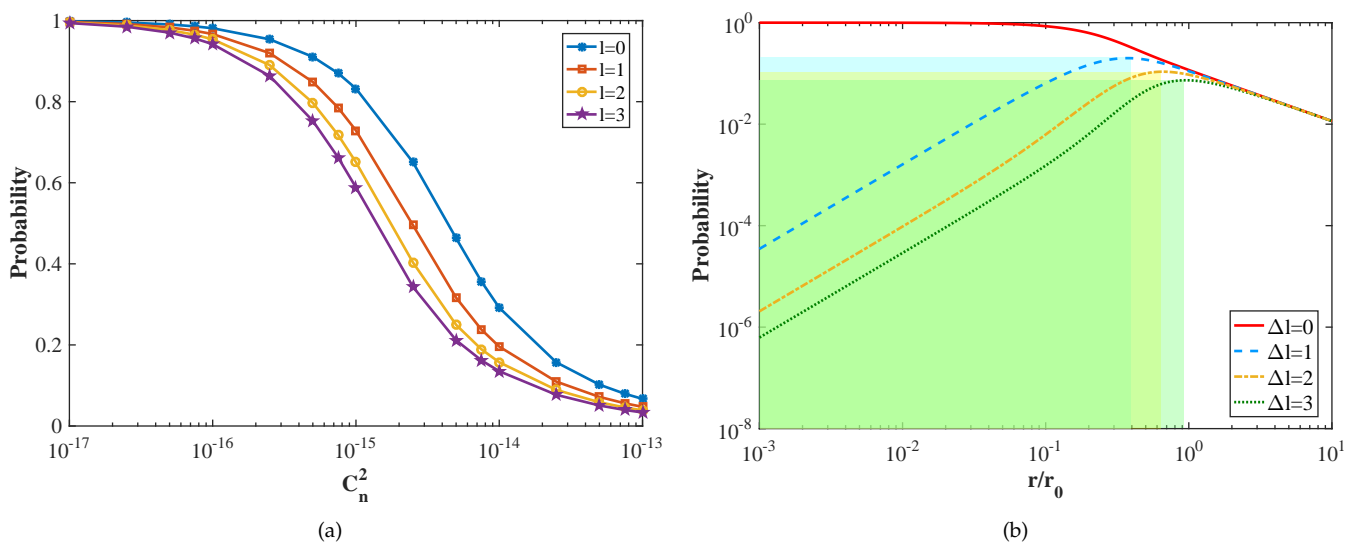 1
0.8
0.6
0.4
0.2
0
Probability
10^-17
10^-16
10^-15
10^-14
10^-13
C_n^2
l=0
l=1
l=2
l=3
(a)
10^0
10^-2
10^-4
10^-6
10^-8
Probability
10^-3
10^-2
10^-1
10^0
10^1
r/r_0
Δl=0
Δl=1
Δl=2
Δl=3
(b)